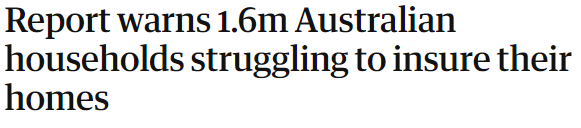 Report warns 1.6m Australian
households struggling to insure their
homes